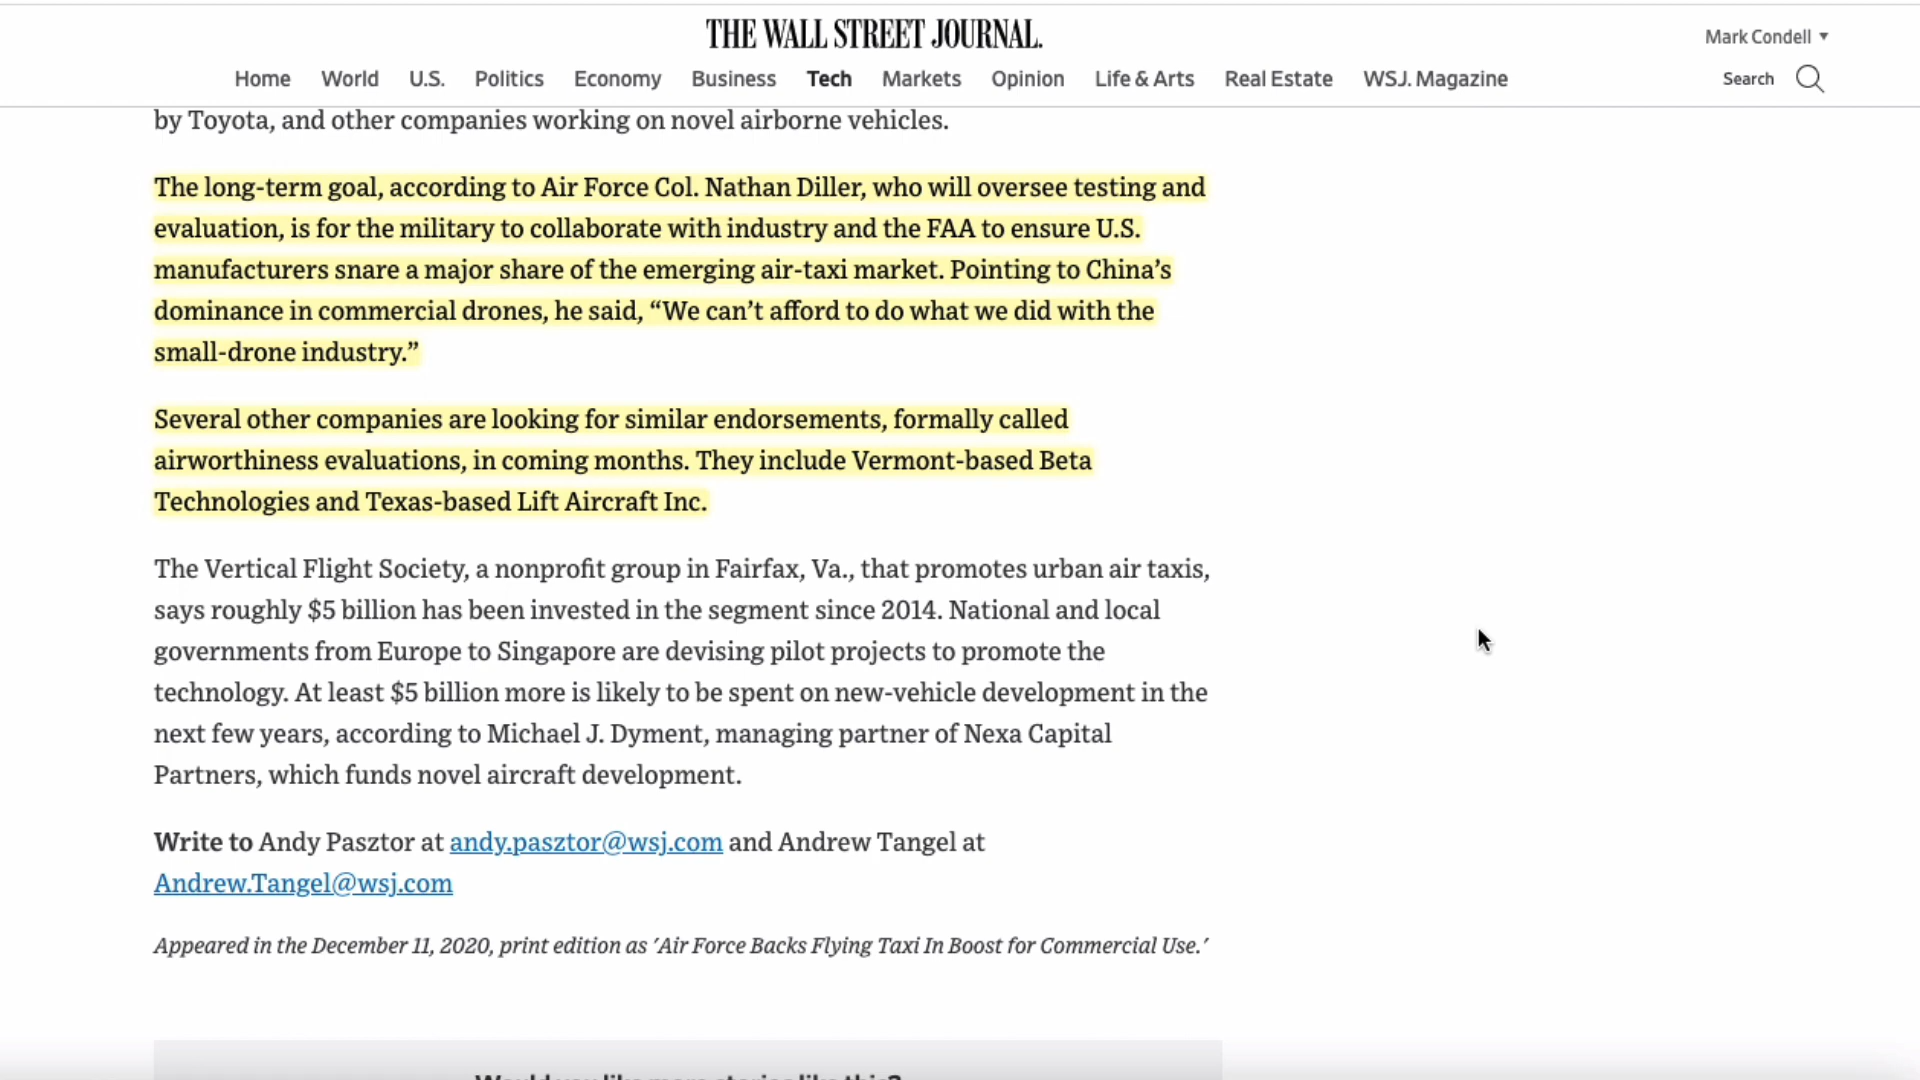 THE WALL STREET JOURNAL.
Mark Condell ▼
Home World U.S. Politics Economy Business Tech Markets Opinion Life & Arts Real Estate WSJ. Magazine Search
by Toyota, and other companies working on novel airborne vehicles.
The long-term goal, according to Air Force Col. Nathan Diller, who will oversee testing and
evaluation, is for the military to collaborate with industry and the FAA to ensure U.S.
manufacturers snare a major share of the emerging air-taxi market. Pointing to China’s
dominance in commercial drones, he said, “We can’t afford to do what we did with the
small-drone industry.”
Several other companies are looking for similar endorsements, formally called
airworthiness evaluations, in coming months. They include Vermont-based Beta
Technologies and Texas-based Lift Aircraft Inc.
The Vertical Flight Society, a nonprofit group in Fairfax, Va., that promotes urban air taxis,
says roughly $5 billion has been invested in the segment since 2014. National and local
governments from Europe to Singapore are devising pilot projects to promote the
technology. At least $5 billion more is likely to be spent on new-vehicle development in the
next few years, according to Michael J. Dyment, managing partner of Nexa Capital
Partners, which funds novel aircraft development.
Write to Andy Pasztor at andy.pasztor@wsj.com and Andrew Tangel at
Andrew.Tangel@wsj.com
Appeared in the December 11, 2020, print edition as 'Air Force Backs Flying Taxi In Boost for Commercial Use.'
Would you like more stories like this?